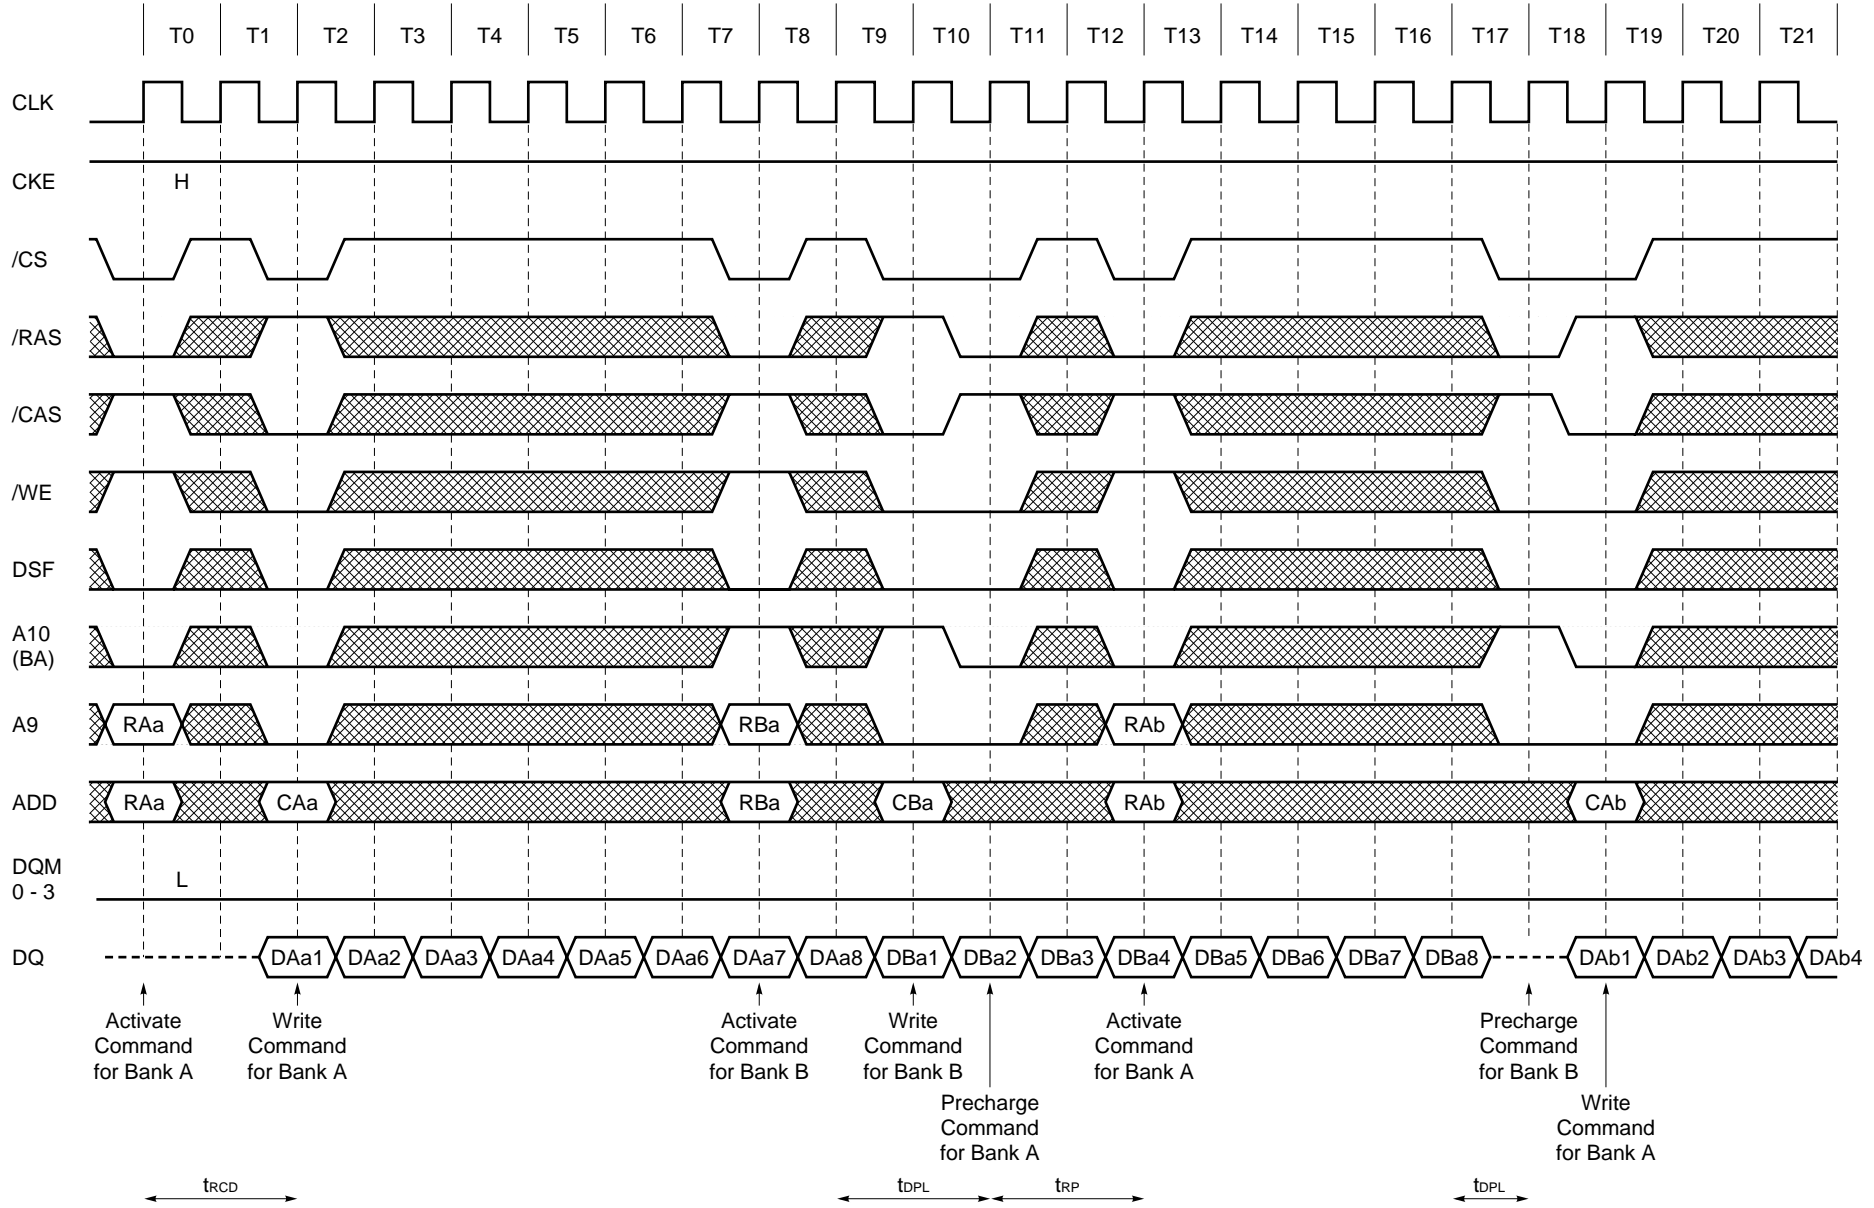 T0 T1 T2 T3 T4 T5 T6 T7 T8 T9 T10 T11 T12 T13 T14 T15 T16 T17 T18 T19 T20 T21
CLK
CKE H
/CS
/RAS
/CAS
/WE
DSF
A10
(BA)
A9 RAa RBa RAb
ADD RAa CAa RBa CBa RAb CAb
DQM
0 - 3
L
DQ DAa1 DAa2 DAa3 DAa4 DAa5 DAa6 DAa7 DAa8 DBa1 DBa2 DBa3 DBa4 DBa5 DBa6 DBa7 DBa8 DAb1 DAb2 DAb3 DAb4
Activate
Command
for Bank A
Write
Command
for Bank A
Activate
Command
for Bank B
Write
Command
for Bank B
Precharge
Command
for Bank A
Activate
Command
for Bank A
Precharge
Command
for Bank B
Write
Command
for Bank A
tRCD tDPL tRP tDPL